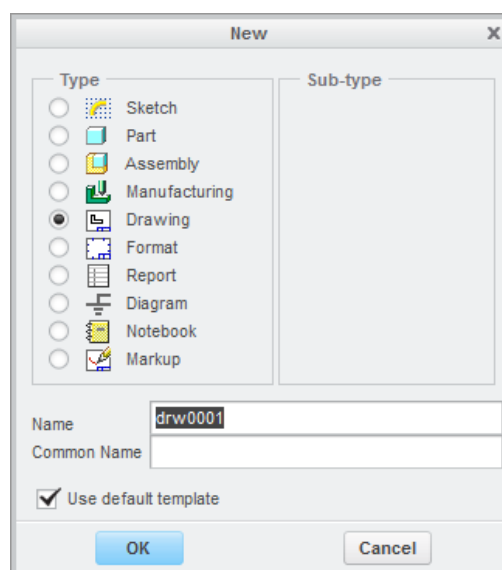 New
X
Type
Sub-type
Sketch
Part
Assembly
Manufacturing
Drawing
Format
Report
Diagram
Notebook
Markup
Name
drw0001
Common Name
Use default template
OK
Cancel